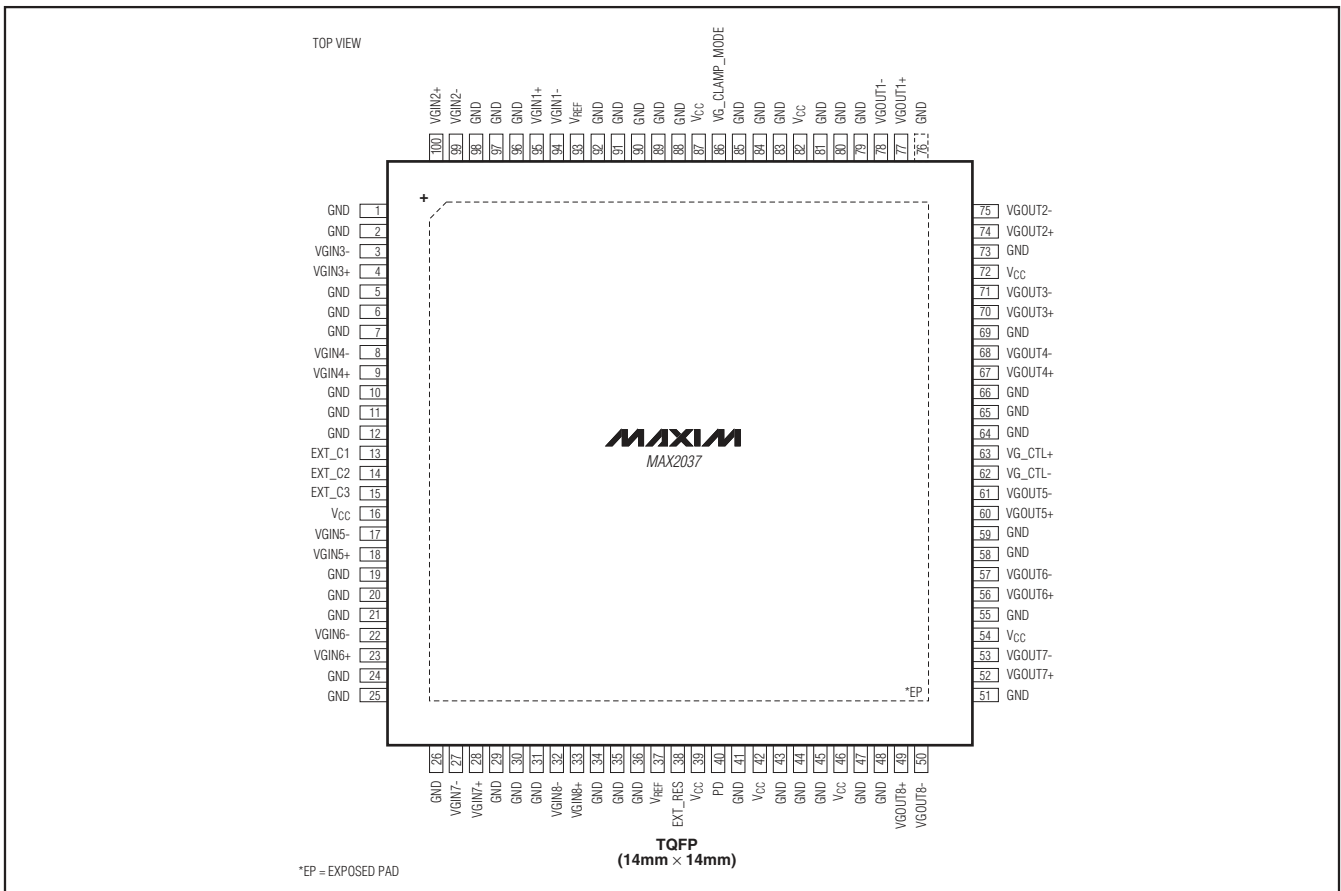 TOP VIEW
VGIN2+ VGIN2- GND GND GND VGIN1+ VGIN1- VREF GND GND GND GND GND VCC VG_CLAMP_MODE GND GND GND VCC GND GND GND VGOUT1- VGOUT1+ GND
100 99 98 97 96 95 94 93 92 91 90 89 88 87 86 85 84 83 82 81 80 79 78 77 76
+
GND 1
GND 2
VGIN3- 3
VGIN3+ 4
GND 5
GND 6
GND 7
VGIN4- 8
VGIN4+ 9
GND 10
GND 11
GND 12
EXT_C1 13
EXT_C2 14
EXT_C3 15
VCC 16
VGIN5- 17
VGIN5+ 18
GND 19
GND 20
GND 21
VGIN6- 22
VGIN6+ 23
GND 24
GND 25
MAXIM
MAX2037
*EP
75 VGOUT2-
74 VGOUT2+
73 GND
72 VCC
71 VGOUT3-
70 VGOUT3+
69 GND
68 VGOUT4-
67 VGOUT4+
66 GND
65 GND
64 GND
63 VG_CTL+
62 VG_CTL-
61 VGOUT5-
60 VGOUT5+
59 GND
58 GND
57 VGOUT6-
56 VGOUT6+
55 GND
54 VCC
53 VGOUT7-
52 VGOUT7+
51 GND
26 27 28 29 30 31 32 33 34 35 36 37 38 39 40 41 42 43 44 45 46 47 48 49 50
GND VGIN7- VGIN7+ GND GND GND VGIN8- VGIN8+ GND GND GND VREF EXT_RES VCC PD GND VCC GND GND GND VCC GND GND VGOUT8+ VGOUT8-
TQFP
(14mm × 14mm)
*EP = EXPOSED PAD